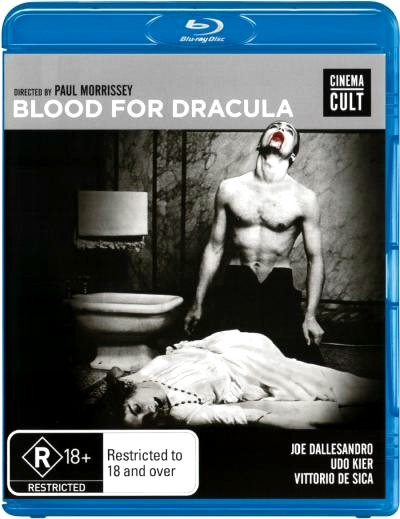 Blu-ray Disc
DIRECTED BY PAUL MORRISSEY
BLOOD FOR DRACULA
CINEMA
CULT
JOE DALLESANDRO
UDO KIER
VITTORIO DE SICA
R 18+
RESTRICTED
Restricted to
18 and over